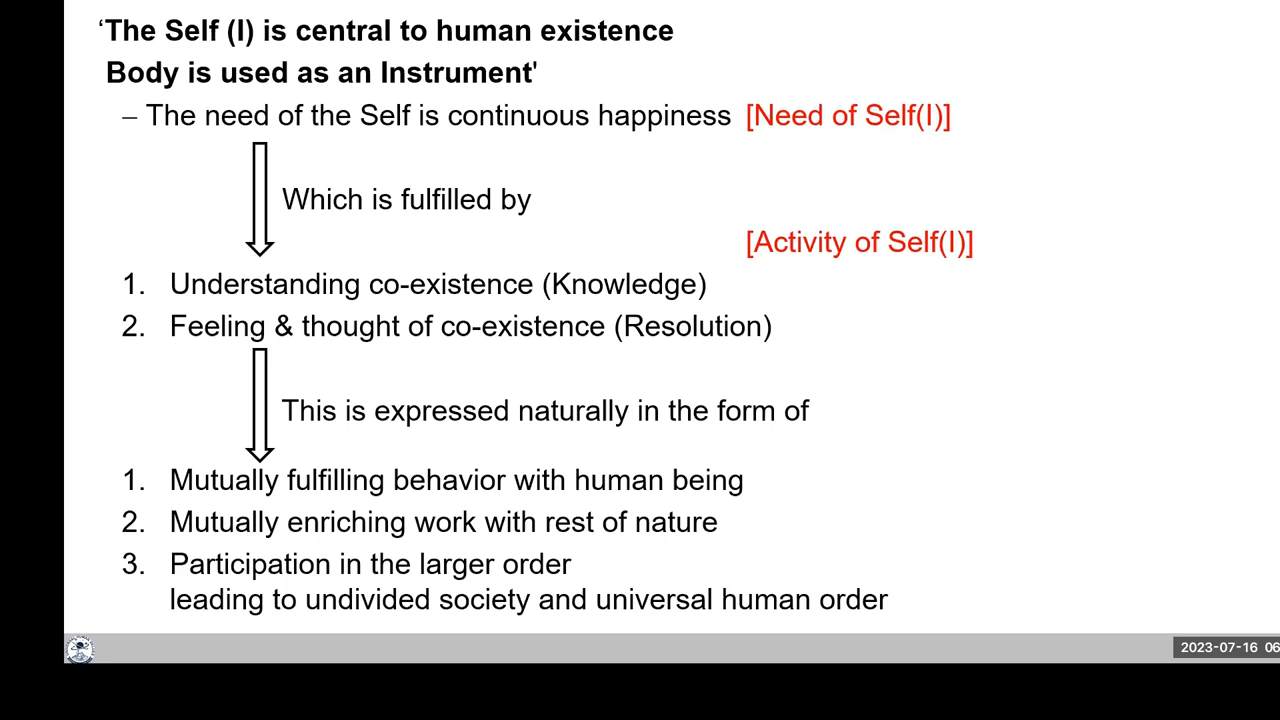 ‘The Self (I) is central to human existence
Body is used as an Instrument'
– The need of the Self is continuous happiness [Need of Self(I)]
Which is fulfilled by
[Activity of Self(I)]
1. Understanding co-existence (Knowledge)
2. Feeling & thought of co-existence (Resolution)
This is expressed naturally in the form of
1. Mutually fulfilling behavior with human being
2. Mutually enriching work with rest of nature
3. Participation in the larger order
leading to undivided society and universal human order
2023-07-16 06